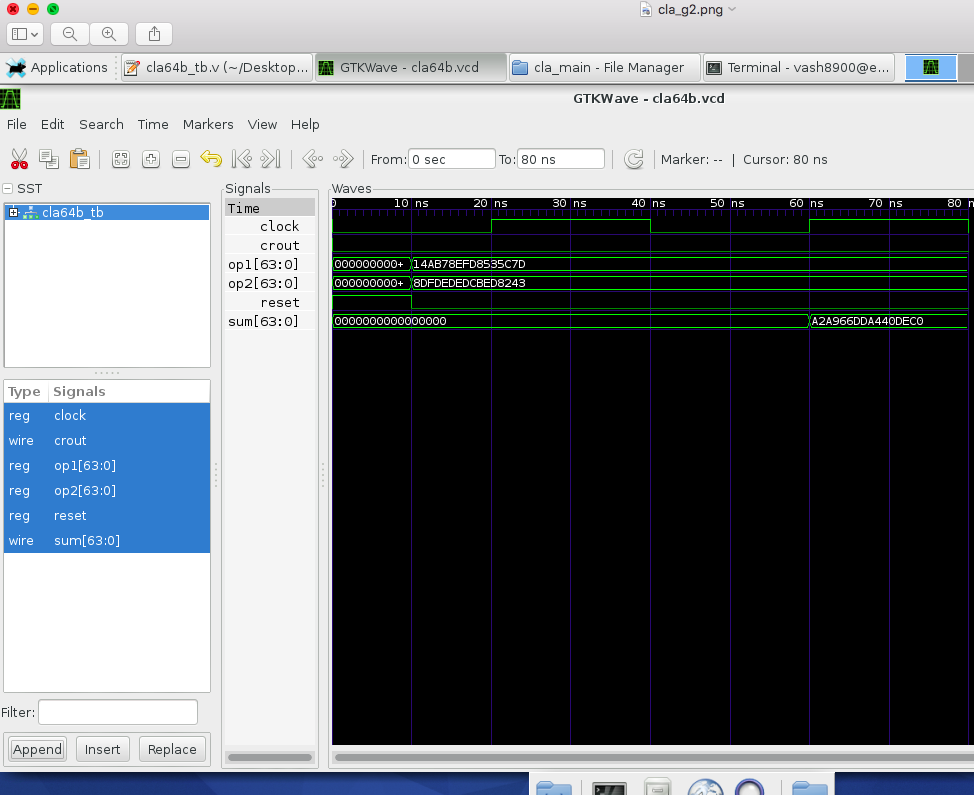 cla_g2.png
Applications
cla64b_tb.v (~/Desktop...
GTKWave - cla64b.vcd
cla_main - File Manager
Terminal - vash8900@e...
GTKWave - cla64b.vcd
File Edit Search Time Markers View Help
From: 0 sec To: 80 ns Marker: -- | Cursor: 80 ns
SST
cla64b_tb
Type Signals
reg clock
wire crout
reg op1[63:0]
reg op2[63:0]
reg reset
wire sum[63:0]
Filter:
Append Insert Replace
Signals
Time
clock
crout
op1[63:0]
op2[63:0]
reset
sum[63:0]
Waves
0 10 ns 20 ns 30 ns 40 ns 50 ns 60 ns 70 ns 80 n
000000000+ 14AB78EFD8535C7D
000000000+ 8DFDEDEDCBED8243
0000000000000000 A2A966DDA440DEC0